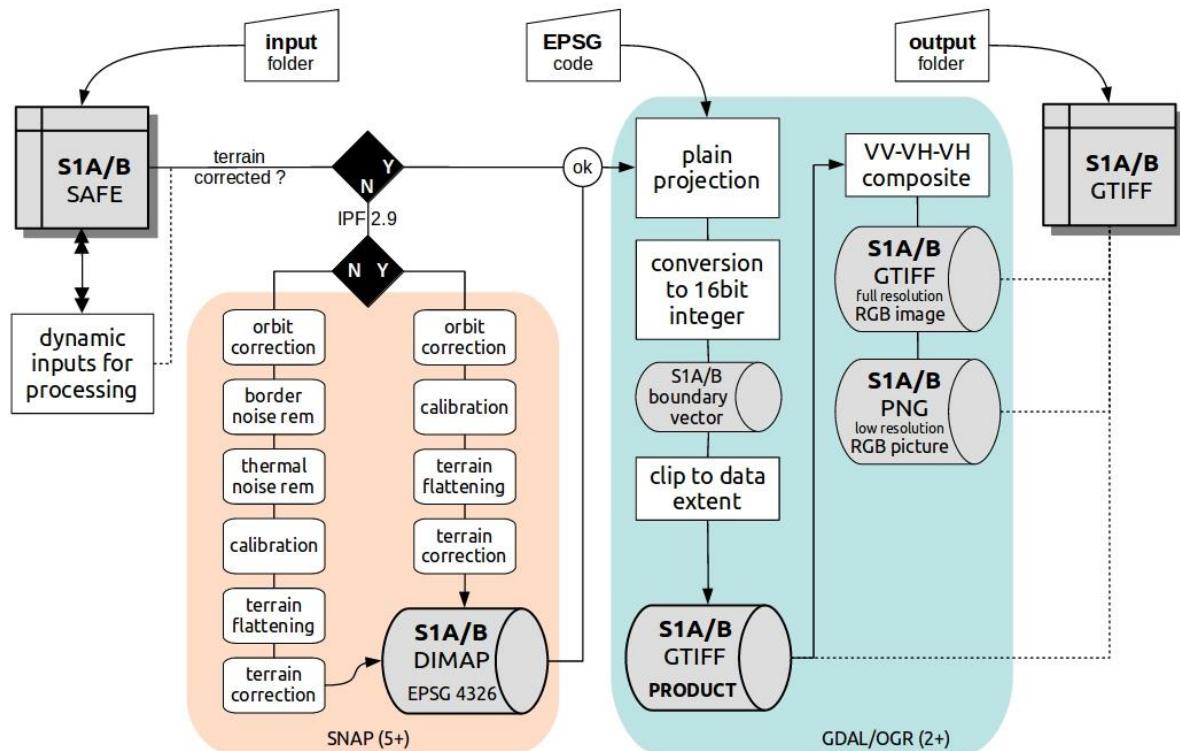 input
folder
EPSG
code
output
folder
S1A/B
SAFE
terrain
corrected ?
Y
N
IPF 2.9
N Y
ok
dynamic
inputs for
processing
orbit
correction
border
noise rem
thermal
noise rem
calibration
terrain
flattening
terrain
correction
orbit
correction
calibration
terrain
flattening
terrain
correction
S1A/B
DIMAP
EPSG 4326
SNAP (5+)
plain
projection
conversion
to 16bit
integer
S1A/B
boundary
vector
clip to data
extent
S1A/B
GTIFF
PRODUCT
VV-VH-VH
composite
S1A/B
GTIFF
full resolution
RGB image
S1A/B
PNG
low resolution
RGB picture
GDAL/OGR (2+)
S1A/B
GTIFF